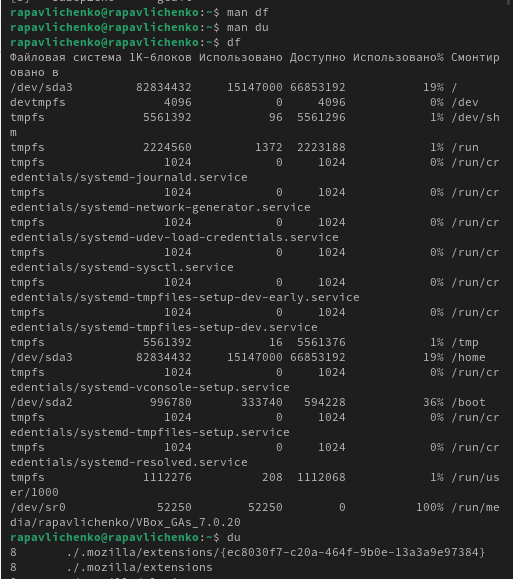 rapavlichenko@rapavlichenko:~$ man df
rapavlichenko@rapavlichenko:~$ man du
rapavlichenko@rapavlichenko:~$ df
Файловая система 1K-блоков Использовано Доступно Использовано% Смонтир
овано в
/dev/sda3 82834432 15147000 66853192 19% /
devtmpfs 4096 0 4096 0% /dev
tmpfs 5561392 96 5561296 1% /dev/sh
m
tmpfs 2224560 1372 2223188 1% /run
tmpfs 1024 0 1024 0% /run/cr
edentials/systemd-journald.service
tmpfs 1024 0 1024 0% /run/cr
edentials/systemd-network-generator.service
tmpfs 1024 0 1024 0% /run/cr
edentials/systemd-udev-load-credentials.service
tmpfs 1024 0 1024 0% /run/cr
edentials/systemd-sysctl.service
tmpfs 1024 0 1024 0% /run/cr
edentials/systemd-tmpfiles-setup-dev-early.service
tmpfs 1024 0 1024 0% /run/cr
edentials/systemd-tmpfiles-setup-dev.service
tmpfs 5561392 16 5561376 1% /tmp
/dev/sda3 82834432 15147000 66853192 19% /home
tmpfs 1024 0 1024 0% /run/cr
edentials/systemd-vconsole-setup.service
/dev/sda2 996780 333740 594228 36% /boot
tmpfs 1024 0 1024 0% /run/cr
edentials/systemd-tmpfiles-setup.service
tmpfs 1024 0 1024 0% /run/cr
edentials/systemd-resolved.service
tmpfs 1112276 208 1112068 1% /run/us
er/1000
/dev/sr0 52250 52250 0 100% /run/me
dia/rapavlichenko/VBox_GAs_7.0.20
rapavlichenko@rapavlichenko:~$ du
8 ./.mozilla/extensions/{ec8030f7-c20a-464f-9b0e-13a3a9e97384}
8 ./.mozilla/extensions